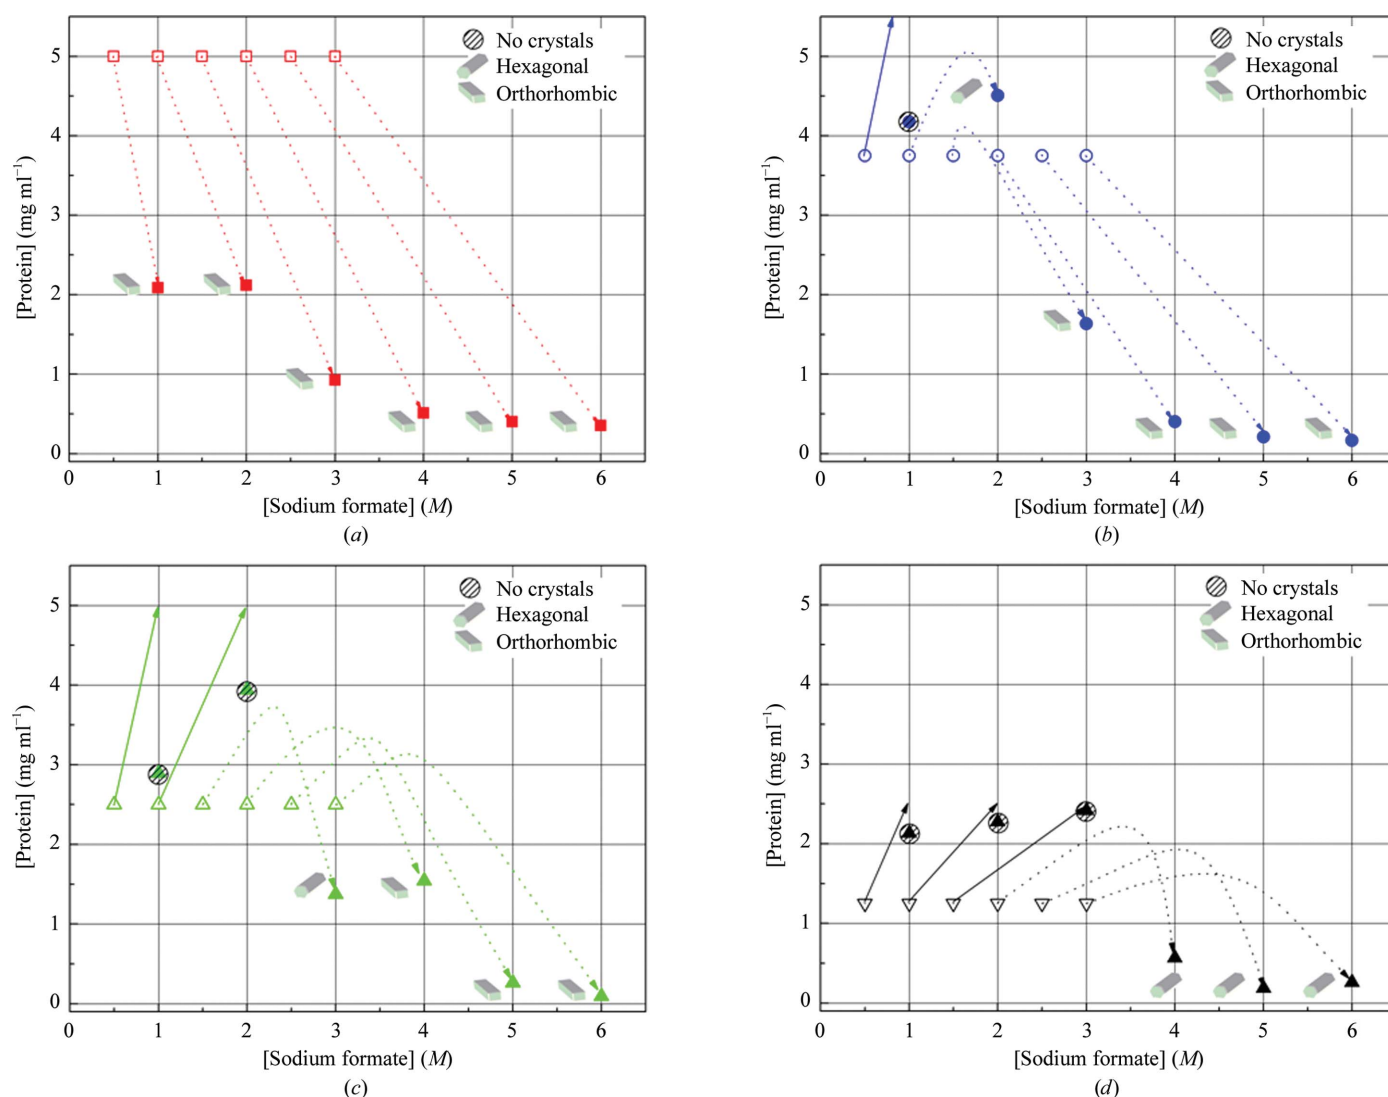 No crystals
Hexagonal
Orthorhombic
[Protein] (mg ml⁻¹)
5
4
3
2
1
0
0 1 2 3 4 5 6
[Sodium formate] (M)
(a)
No crystals
Hexagonal
Orthorhombic
[Protein] (mg ml⁻¹)
5
4
3
2
1
0
0 1 2 3 4 5 6
[Sodium formate] (M)
(b)
No crystals
Hexagonal
Orthorhombic
[Protein] (mg ml⁻¹)
5
4
3
2
1
0
0 1 2 3 4 5 6
[Sodium formate] (M)
(c)
No crystals
Hexagonal
Orthorhombic
[Protein] (mg ml⁻¹)
5
4
3
2
1
0
0 1 2 3 4 5 6
[Sodium formate] (M)
(d)